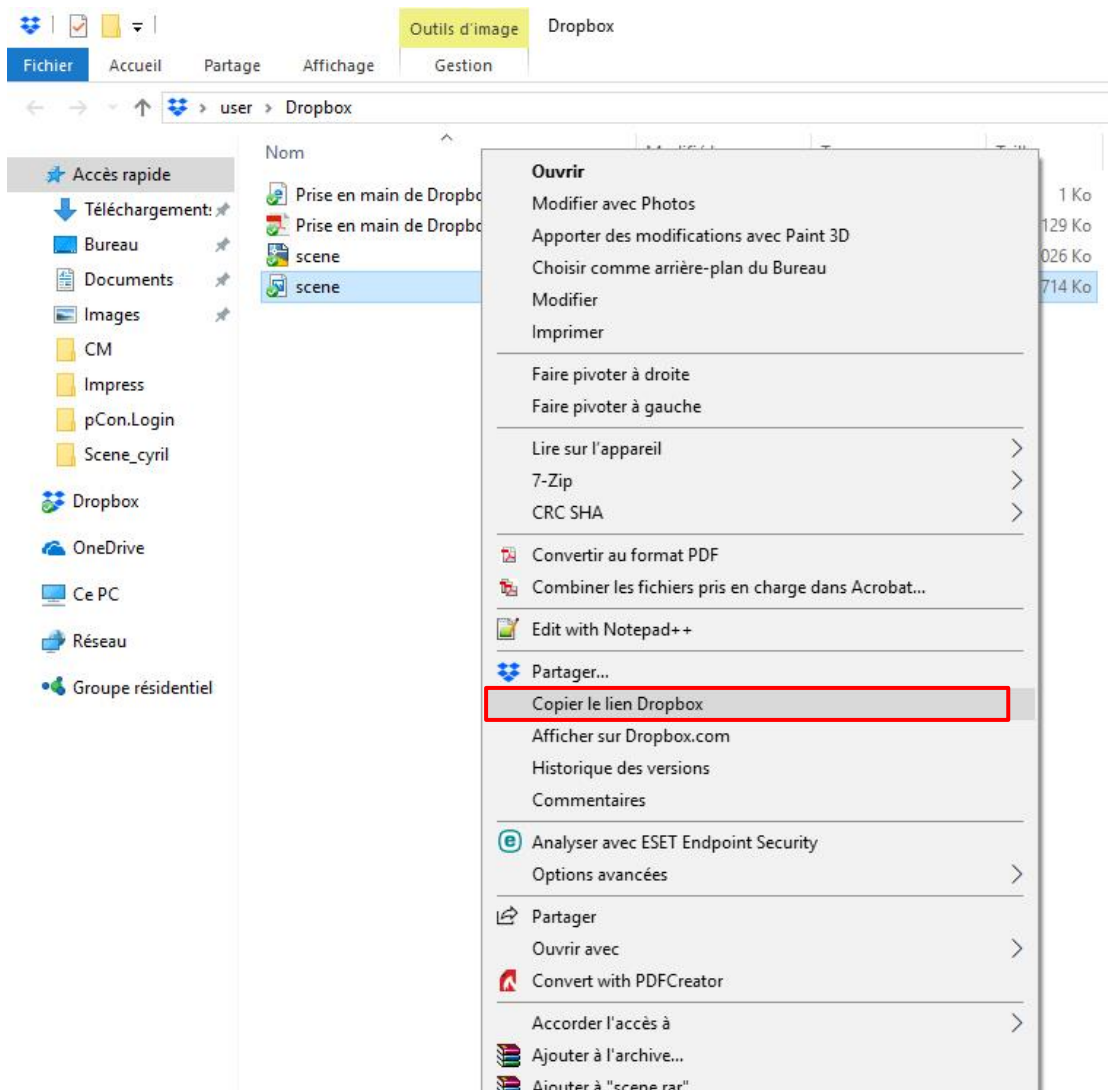 Outils d'image Dropbox
Fichier Accueil Partage Affichage Gestion
user > Dropbox
Nom
Accès rapide
Téléchargement
Bureau
Documents
Images
CM
Impress
pCon.Login
Scene_cyril
Dropbox
OneDrive
Ce PC
Réseau
Groupe résidentiel
Prise en main de Dropbo 1 Ko
Prise en main de Dropbo 129 Ko
scene 026 Ko
scene 714 Ko
Ouvrir
Modifier avec Photos
Apporter des modifications avec Paint 3D
Choisir comme arrière-plan du Bureau
Modifier
Imprimer
Faire pivoter à droite
Faire pivoter à gauche
Lire sur l'appareil
7-Zip
CRC SHA
Convertir au format PDF
Combiner les fichiers pris en charge dans Acrobat...
Edit with Notepad++
Partager...
Copier le lien Dropbox
Afficher sur Dropbox.com
Historique des versions
Commentaires
Analyser avec ESET Endpoint Security
Options avancées
Partager
Ouvrir avec
Convert with PDFCreator
Accorder l'accès à
Ajouter à l'archive...
Ajouter à "scene.rar"